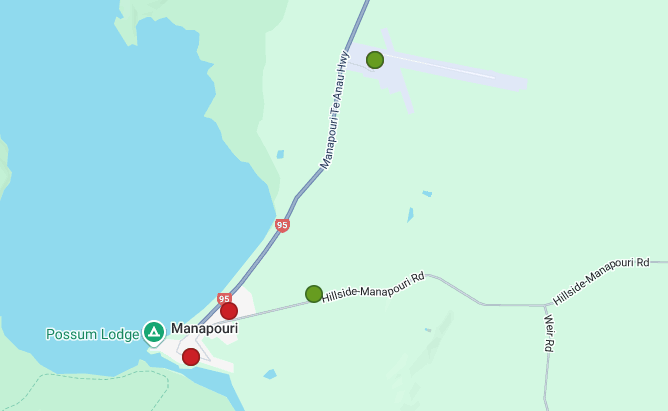 Manapouri-Te Anau Hwy
95
Hillside-Manapouri Rd
Hillside-Manapouri Rd
95
Manapouri
Possum Lodge
Weir Rd